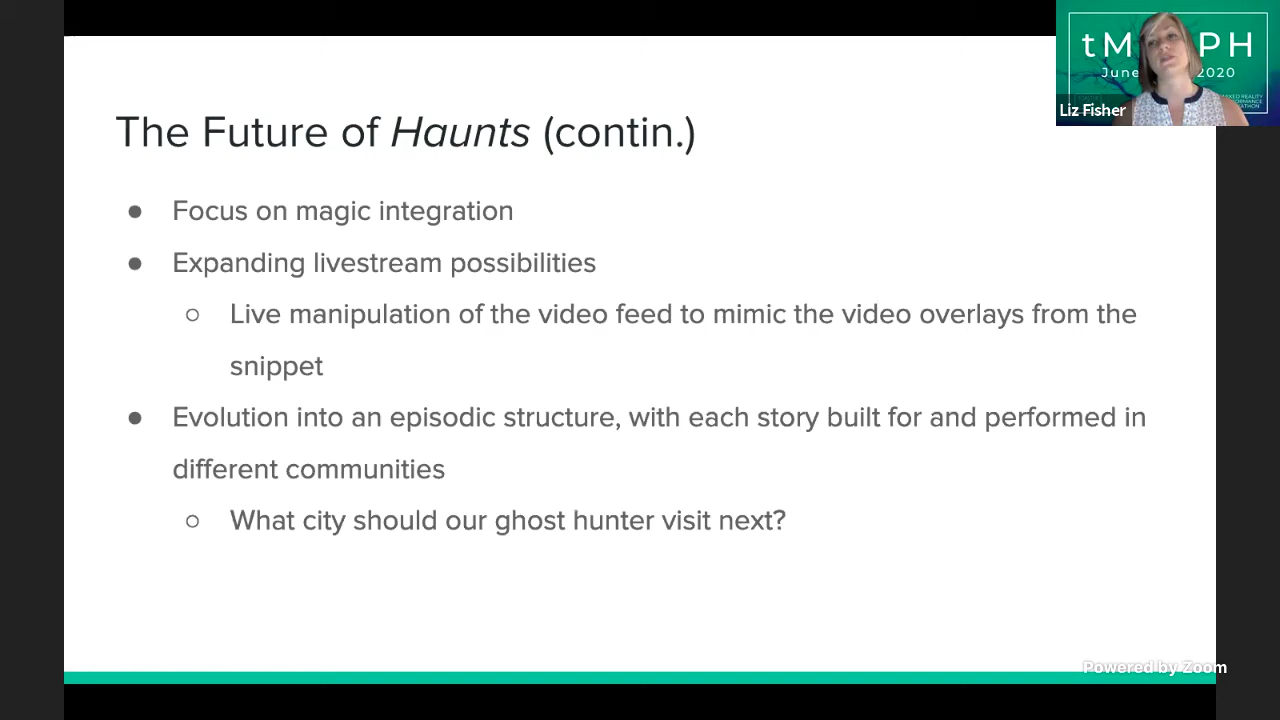 The Future of Haunts (contin.)
● Focus on magic integration
● Expanding livestream possibilities
○ Live manipulation of the video feed to mimic the video overlays from the
snippet
● Evolution into an episodic structure, with each story built for and performed in
different communities
○ What city should our ghost hunter visit next?
PH
June 2020
Liz Fisher
Powered by Zoom